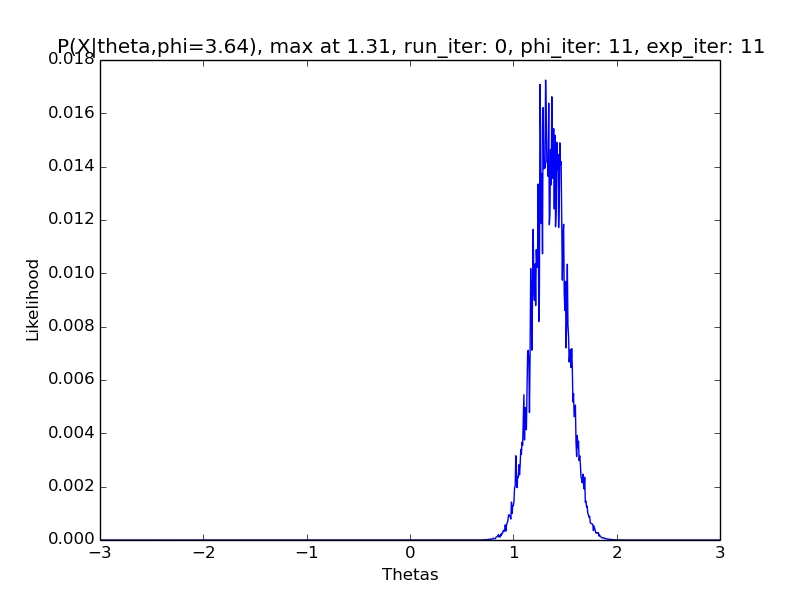 P(X|theta,phi=3.64), max at 1.31, run_iter: 0, phi_iter: 11, exp_iter: 11
0.018
0.016
0.014
0.012
0.010
0.008
0.006
0.004
0.002
0.000
Likelihood
−3 −2 −1 0 1 2 3
Thetas